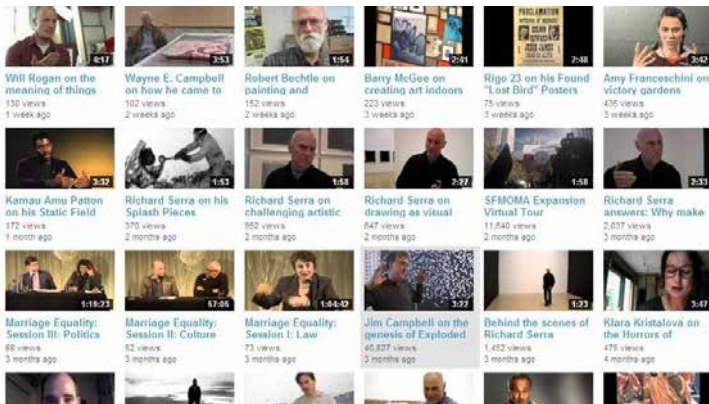 4:17
3:53
1:54
2:41
PROCLAMATION
JESSE JAMES
2:48
3:42
Will Rogan on the
meaning of things
130 views
1 week ago
Wayne E. Campbell
on how he came to
102 views
2 weeks ago
Robert Bechtle on
painting and
152 views
2 weeks ago
Barry McGee on
creating art indoors
223 views
3 weeks ago
Rigo 23 on his Found
"Lost Bird" Posters
75 views
3 weeks ago
Amy Franceschini on
victory gardens
435 views
3 weeks ago
3:32
1:53
1:58
2:27
1:58
2:33
Kamau Amu Patton
on his Static Field
172 views
1 month ago
Richard Serra on his
Splash Pieces
370 views
2 months ago
Richard Serra on
challenging artistic
952 views
2 months ago
Richard Serra on
drawing as visual
647 views
2 months ago
SFMOMA Expansion
Virtual Tour
11,640 views
2 months ago
Richard Serra
answers: Why make
2,037 views
3 months ago
1:19:23
57:05
1:04:42
3:22
1:23
3:47
Marriage Equality:
Session III: Politics
68 views
3 months ago
Marriage Equality:
Session II: Culture
52 views
3 months ago
Marriage Equality:
Session I: Law
73 views
3 months ago
Jim Campbell on the
genesis of Exploded
40,827 views
3 months ago
Behind the scenes of
Richard Serra
1,452 views
3 months ago
Klara Kristalova on
the Horrors of
475 views
4 months ago